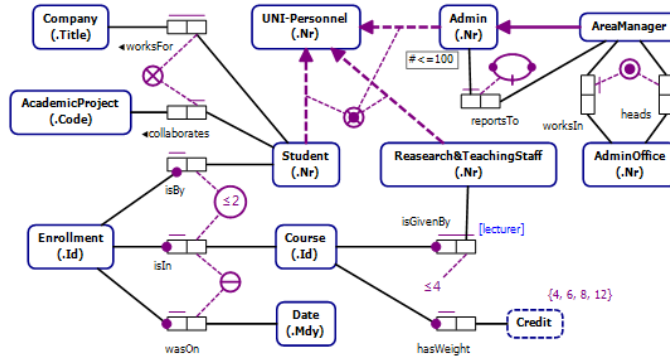 Company
(.Title)
UNI-Personnel
(.Nr)
Admin
(.Nr)
AreaManager
◄worksFor
#<=100
AcademicProject
(.Code)
reportsTo
worksIn
heads
◄collaborates
Student
(.Nr)
Reasearch&TeachingStaff
(.Nr)
AdminOffice
(.Nr)
isBy
≤2
isGivenBy
[lecturer]
Enrollment
(.Id)
isIn
Course
(.Id)
≤4
{4, 6, 8, 12}
Date
(.Mdy)
Credit
wasOn
hasWeight